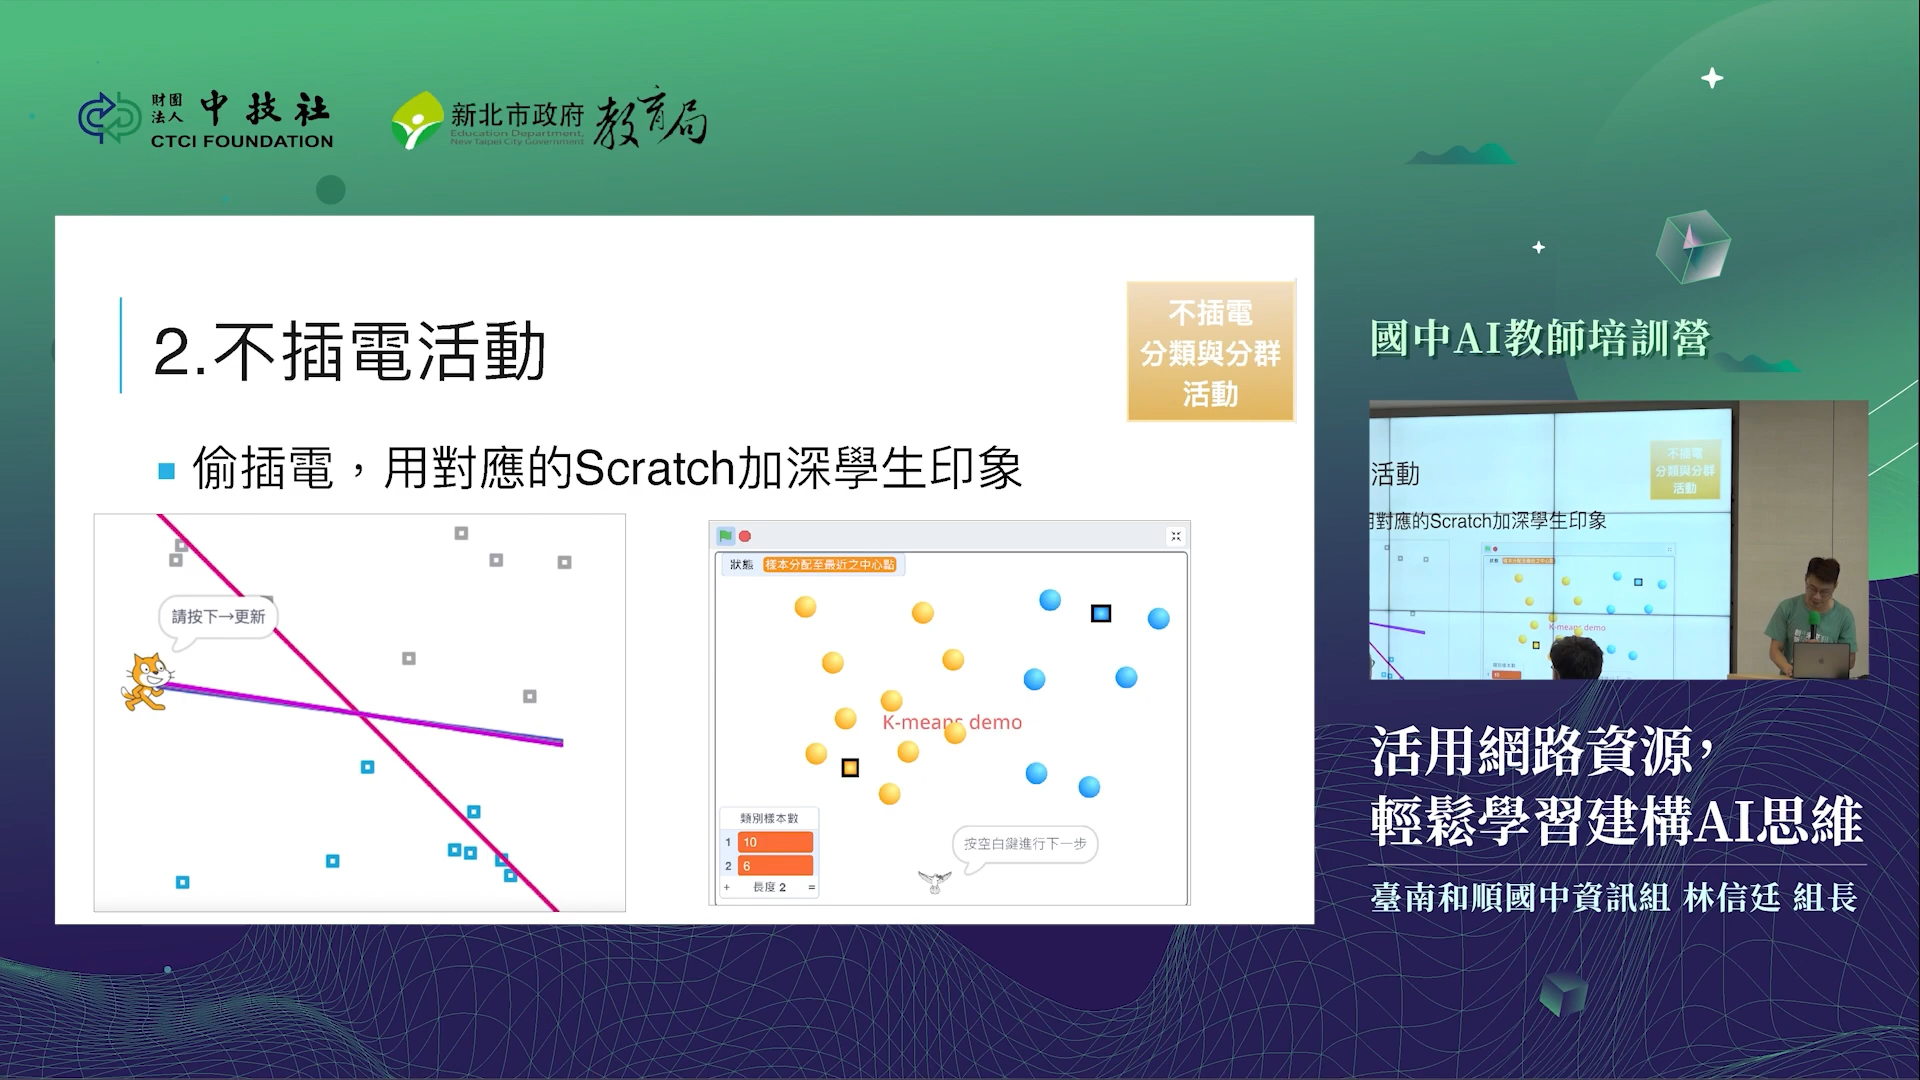 財團法人 中技社
CTCI FOUNDATION
新北市政府 教育局
Education Department,
New Taipei City Government
2.不插電活動
不插電
分類與分群
活動
偷插電，用對應的Scratch加深學生印象
請按下→更新
狀態 樣本分配至最近之中心點
K-means demo
類別樣本數
1 10
2 6
+ 長度 2 =
按空白鍵進行下一步
國中AI教師培訓營
活動
不插電
分類與分群
活動
用對應的Scratch加深學生印象
K-means demo
活用網路資源，
輕鬆學習建構AI思維
臺南和順國中資訊組 林信廷 組長